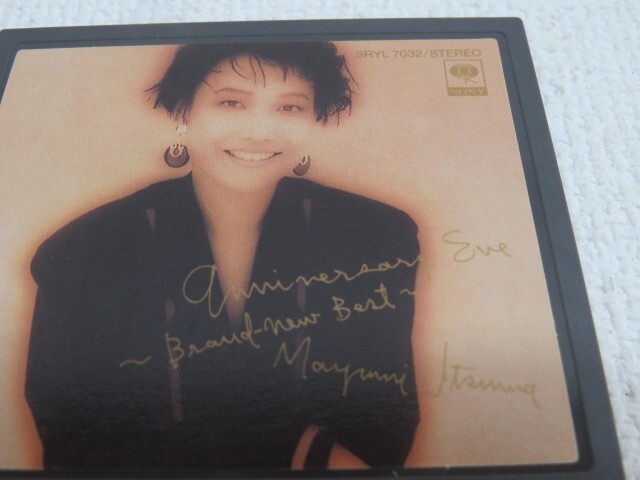 SRYL 7032/STEREO
SONY
Anniversary Eve
~ Brand-New Best ~
Mayumi Itsuwa